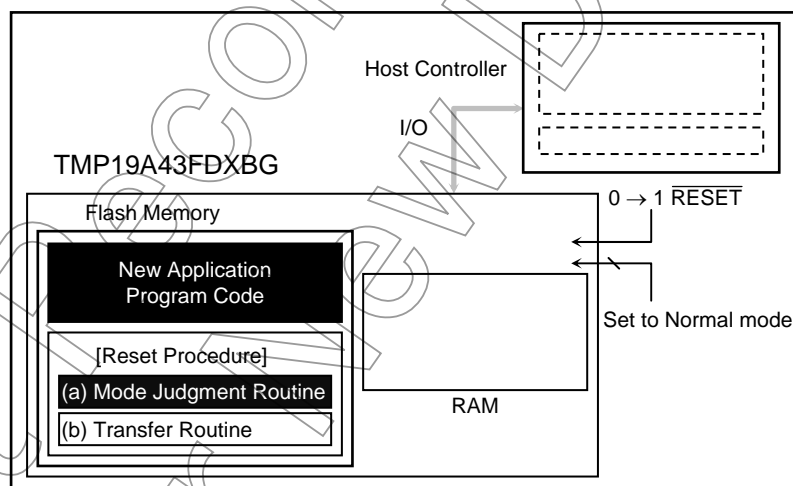 Host Controller
I/O
TMP19A43FDXBG
0 → 1 RESET
Flash Memory
New Application
Program Code
Set to Normal mode
[Reset Procedure]
(a) Mode Judgment Routine
(b) Transfer Routine
RAM